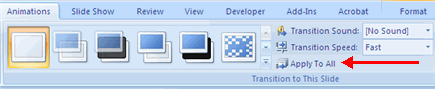 Animations Slide Show Review View Developer Add-Ins Acrobat Format
Transition Sound: [No Sound]
Transition Speed: Fast
Apply To All
Transition to This Slide